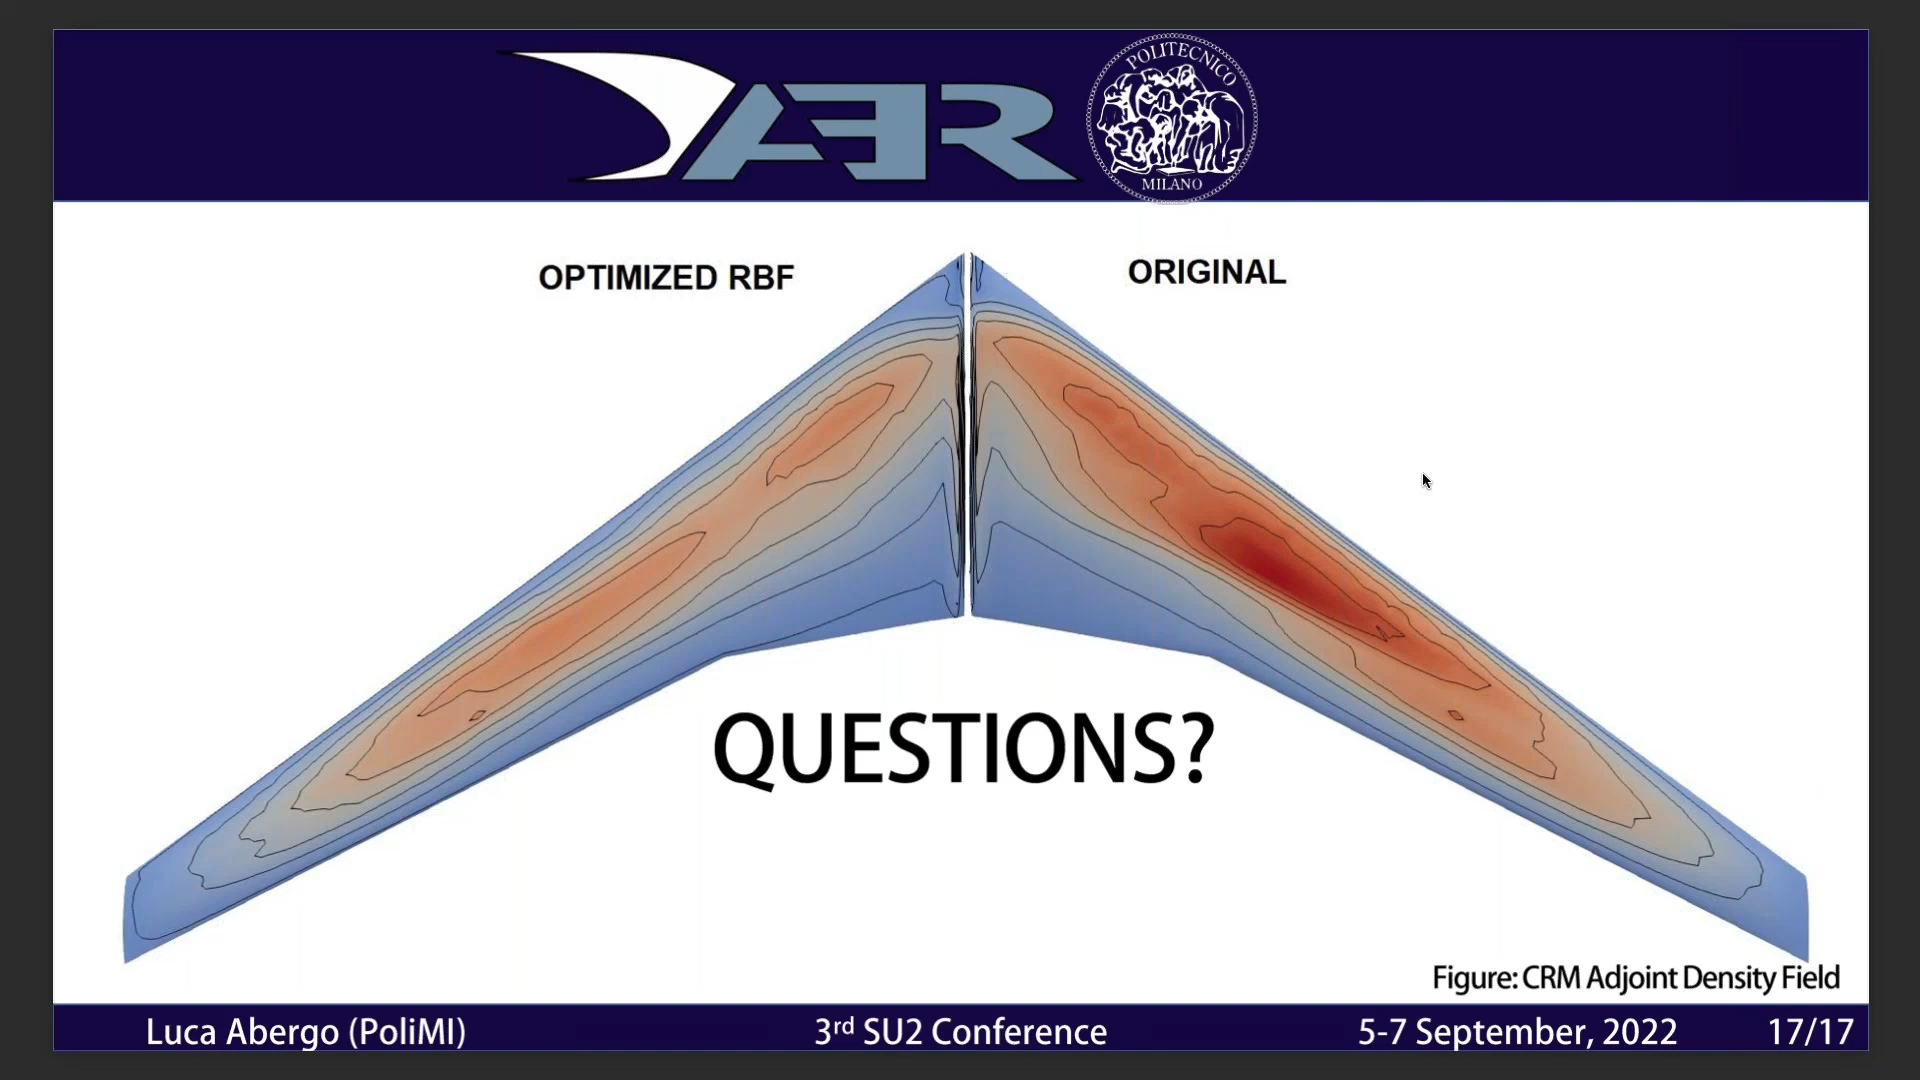 DAER
POLITECNICO
MILANO
OPTIMIZED RBF
ORIGINAL
QUESTIONS?
Figure: CRM Adjoint Density Field
Luca Abergo (PoliMI)
3rd SU2 Conference
5-7 September, 2022
17/17